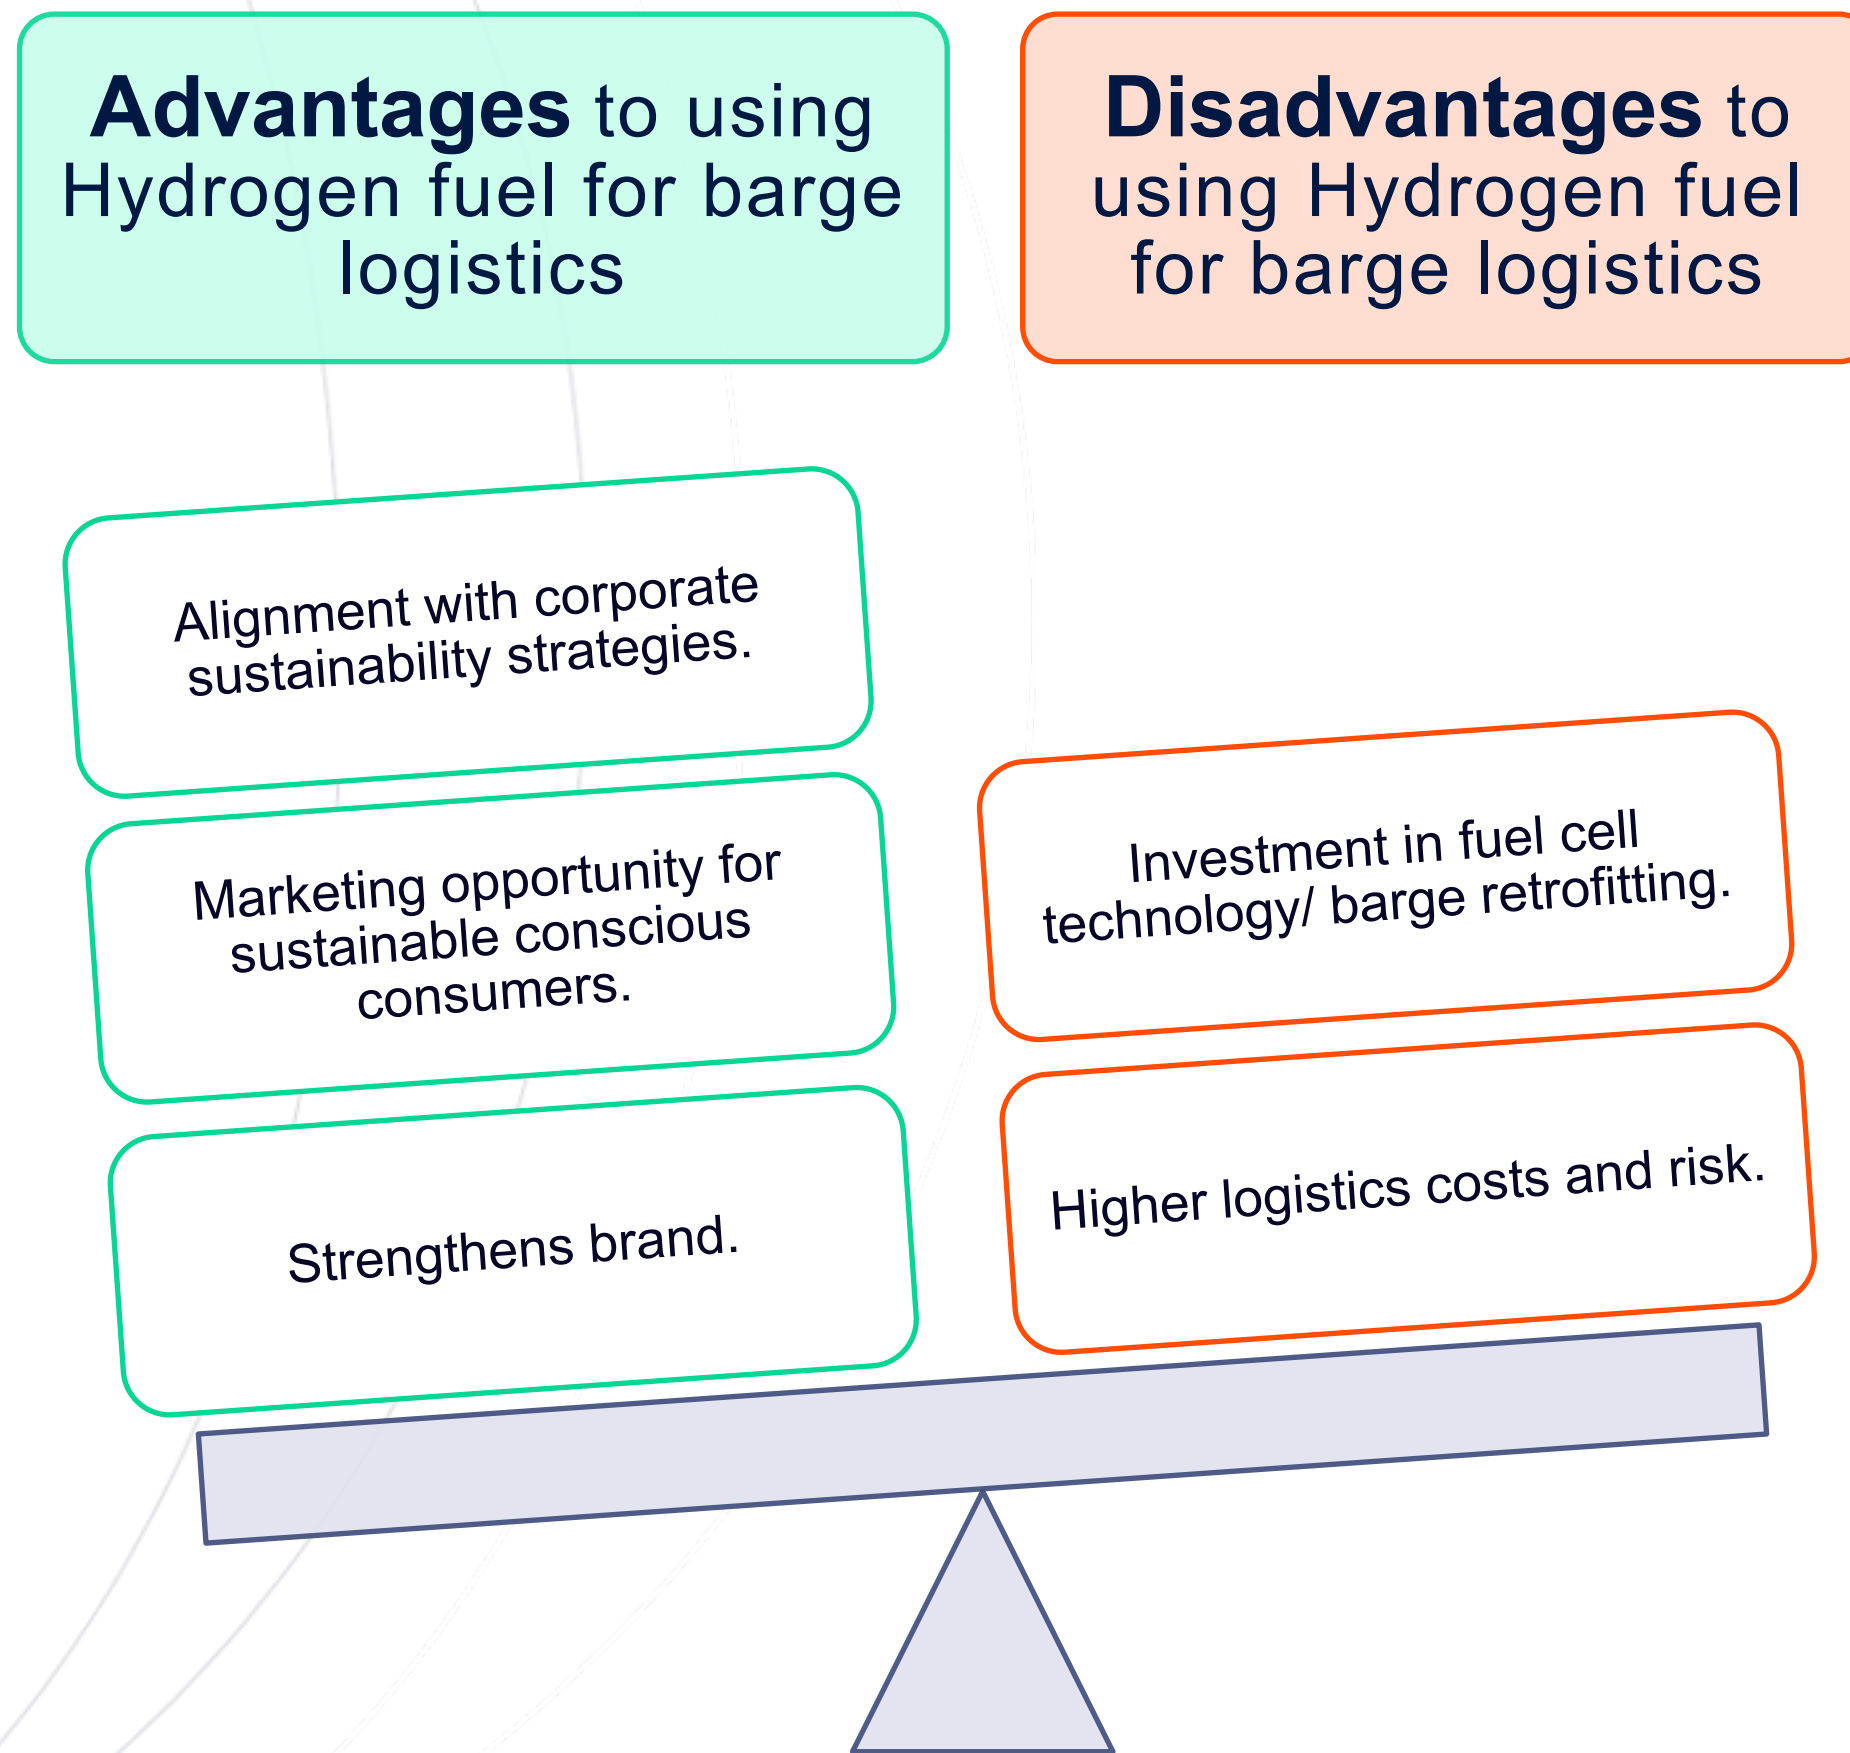 Advantages to using
Hydrogen fuel for barge
logistics
Disadvantages to
using Hydrogen fuel
for barge logistics
Alignment with corporate
sustainability strategies.
Marketing opportunity for
sustainable conscious
consumers.
Strengthens brand.
Investment in fuel cell
technology/ barge retrofitting.
Higher logistics costs and risk.